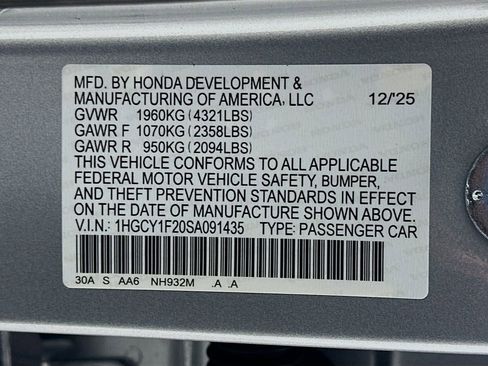 MFD. BY HONDA DEVELOPMENT &
MANUFACTURING OF AMERICA, LLC 12/'25
GVWR 1960KG(4321LBS)
GAWR F 1070KG(2358LBS)
GAWR R 950KG(2094LBS)
THIS VEHICLE CONFORMS TO ALL APPLICABLE
FEDERAL MOTOR VEHICLE SAFETY, BUMPER,
AND THEFT PREVENTION STANDARDS IN EFFECT
ON THE DATE OF MANUFACTURE SHOWN ABOVE.
V.I.N.: 1HGCY1F20SA091435 TYPE: PASSENGER CAR
30A S AA6 NH932M .A .A